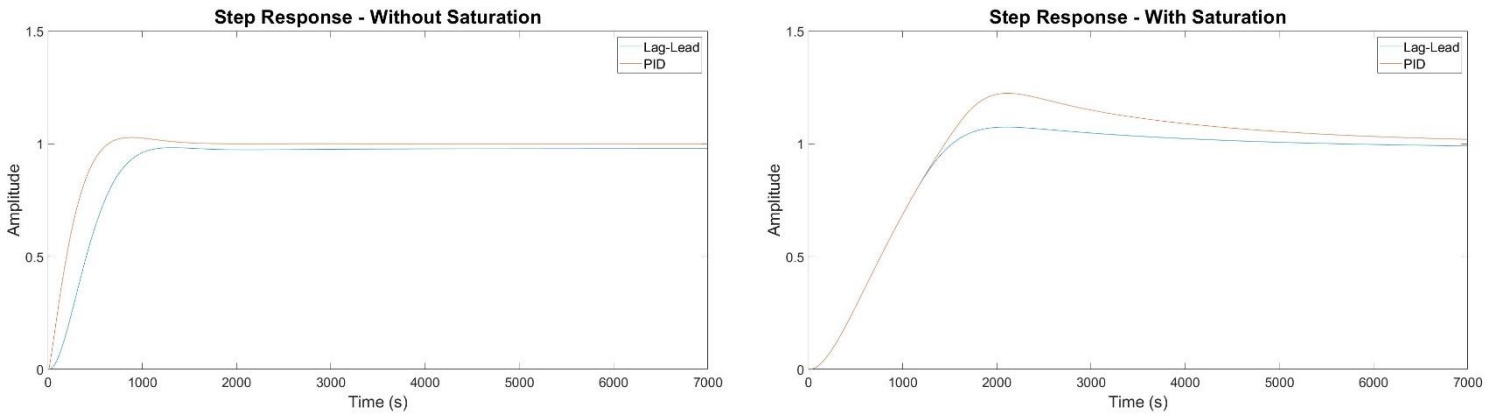 Step Response - Without Saturation
1.5
1
0.5
0
Amplitude
Lag-Lead
PID
0 1000 2000 3000 4000 5000 6000 7000
Time (s)
Step Response - With Saturation
1.5
1
0.5
0
Amplitude
Lag-Lead
PID
0 1000 2000 3000 4000 5000 6000 7000
Time (s)